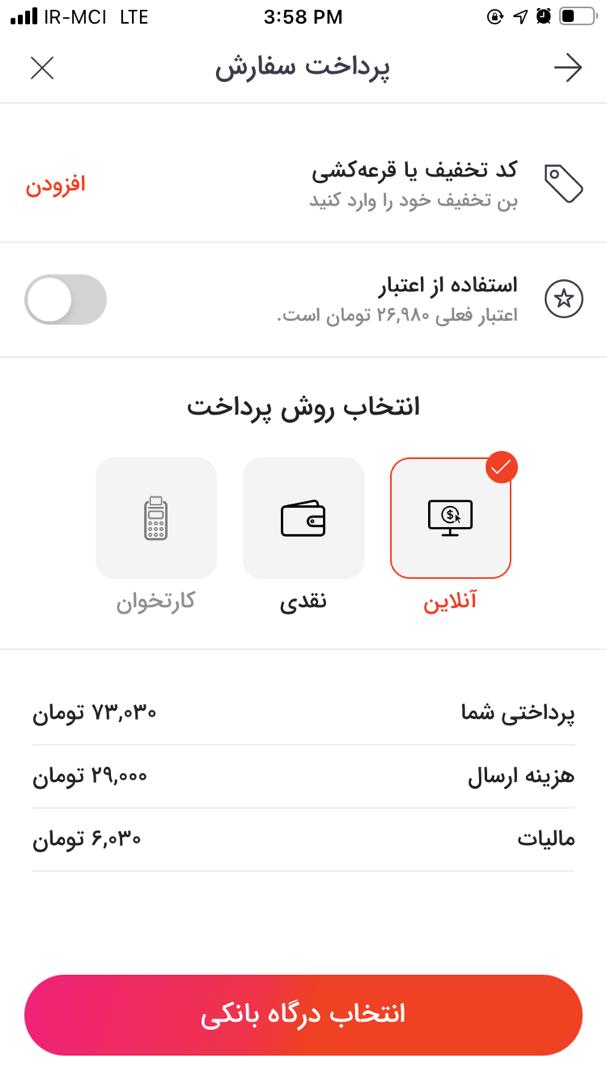 IR-MCI LTE 3:58 PM
پرداخت سفارش
کد تخفیف یا قرعه‌کشی
بن تخفیف خود را وارد کنید
افزودن
استفاده از اعتبار
اعتبار فعلی ۲۶,۹۸۰ تومان است.
انتخاب روش پرداخت
$
آنلاین نقدی کارتخوان
پرداختی شما ۷۳,۰۳۰ تومان
هزینه ارسال ۲۹,۰۰۰ تومان
مالیات ۶,۰۳۰ تومان
انتخاب درگاه بانکی